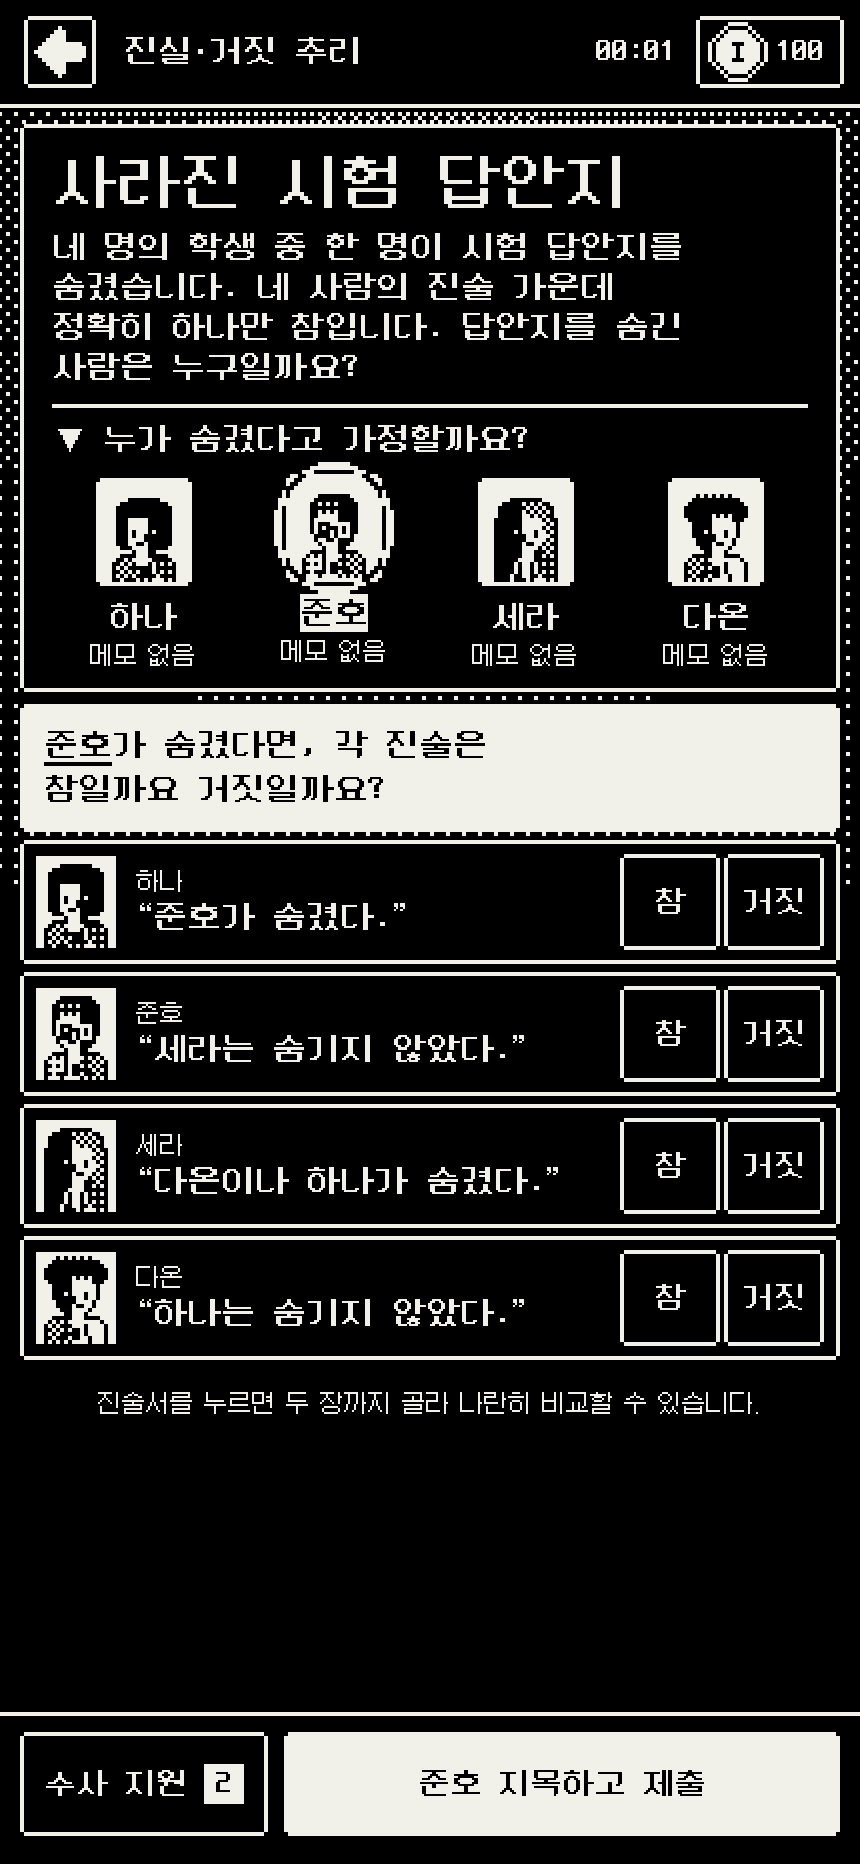 진실·거짓 추리
00:01
I 100
사라진 시험 답안지
네 명의 학생 중 한 명이 시험 답안지를
숨겼습니다. 네 사람의 진술 가운데
정확히 하나만 참입니다. 답안지를 숨긴
사람은 누구일까요?
▼ 누가 숨겼다고 가정할까요?
하나 준호 세라 다온
메모 없음 메모 없음 메모 없음 메모 없음
준호가 숨겼다면, 각 진술은
참일까요 거짓일까요?
하나
“준호가 숨겼다.”
참 거짓
준호
“세라는 숨기지 않았다.”
참 거짓
세라
“다온이나 하나가 숨겼다.”
참 거짓
다온
“하나는 숨기지 않았다.”
참 거짓
진술서를 누르면 두 장까지 골라 나란히 비교할 수 있습니다.
수사 지원 2
준호 지목하고 제출